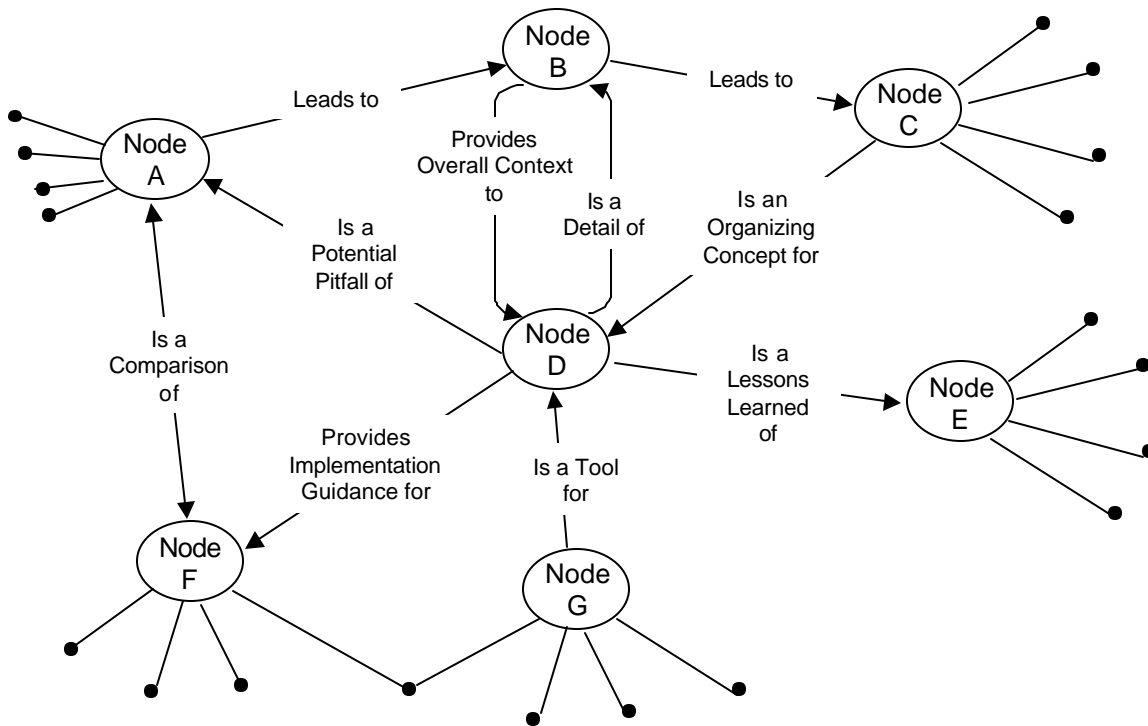 Node
B
Leads to
Leads to
Node
C
Node
A
Provides
Overall Context
to
Is a
Detail of
Is an
Organizing
Concept for
Is a
Potential
Pitfall of
Node
D
Is a
Comparison
of
Is a
Lessons
Learned
of
Node
E
Provides
Implementation
Guidance for
Is a Tool
for
Node
F
Node
G